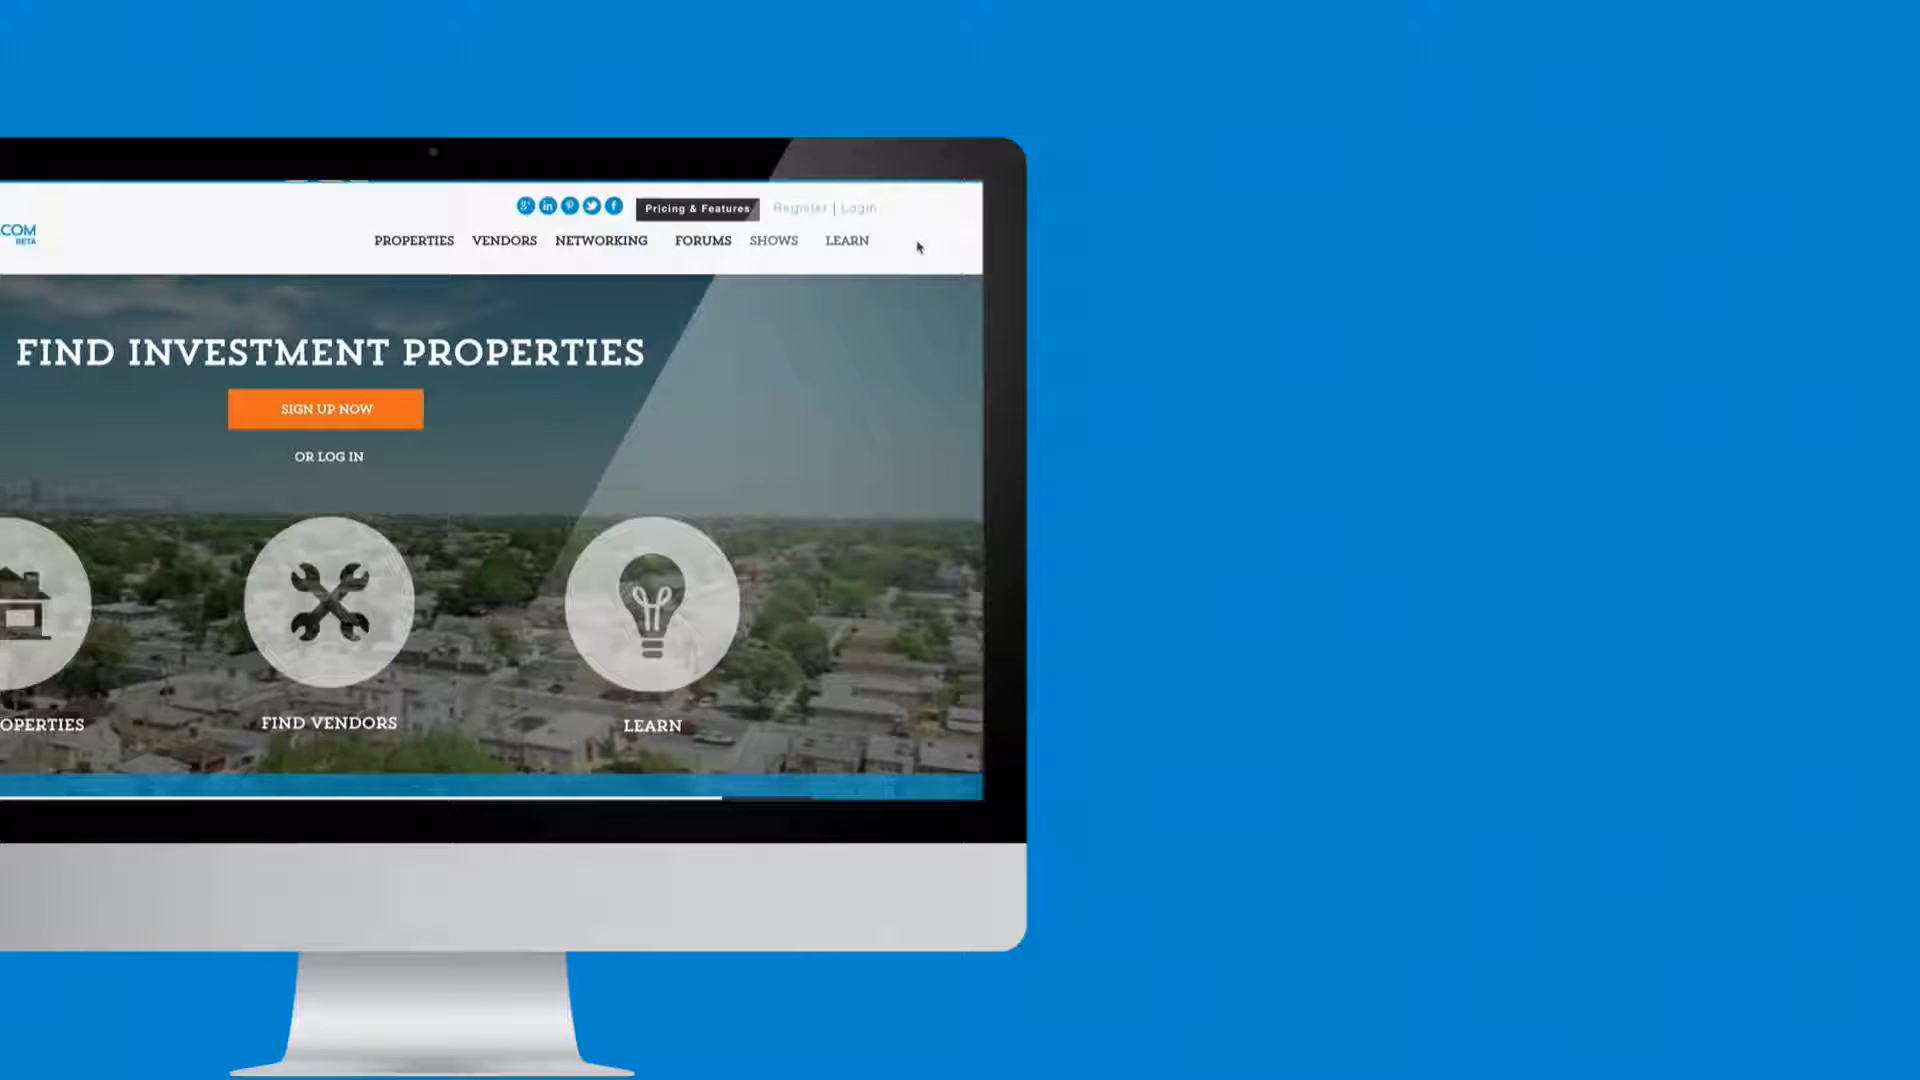 Pricing & Features
Register | Login
COM
BETA
PROPERTIES VENDORS NETWORKING FORUMS SHOWS LEARN
FIND INVESTMENT PROPERTIES
SIGN UP NOW
OR LOG IN
OPERTIES
FIND VENDORS
LEARN